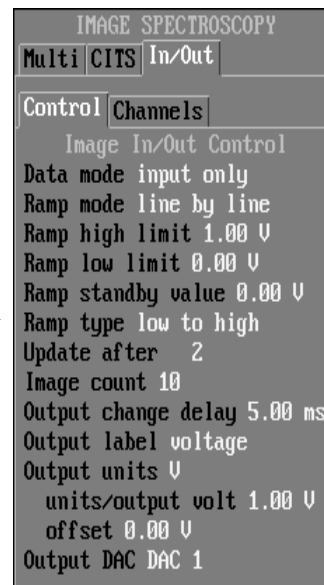 IMAGE SPECTROSCOPY
Multi CITS In/Out
Control Channels
Image In/Out Control
Data mode input only
Ramp mode line by line
Ramp high limit 1.00 V
Ramp low limit 0.00 V
Ramp standby value 0.00 V
Ramp type low to high
Update after 2
Image count 10
Output change delay 5.00 ms
Output label voltage
Output units V
units/output volt 1.00 V
offset 0.00 V
Output DAC DAC 1